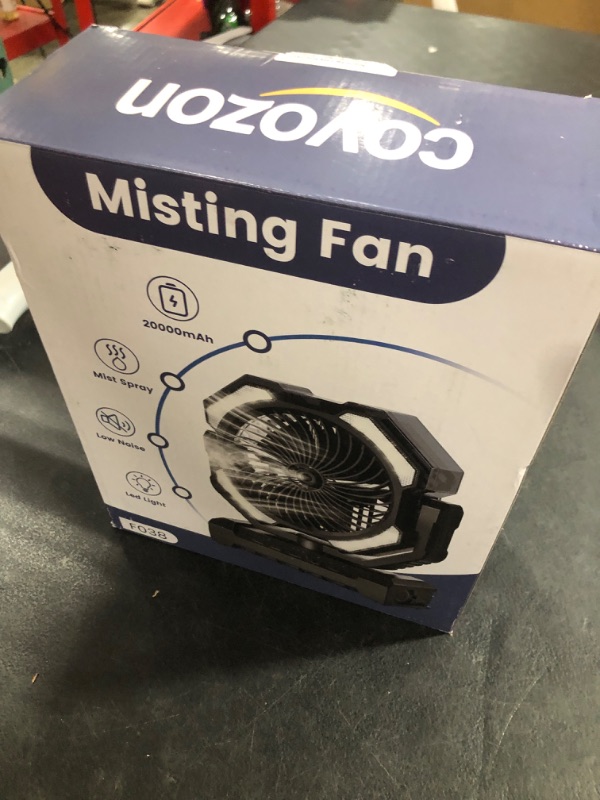 coyozon
Misting Fan
20000mAh
Mist Spray
Low Noise
Led Light
F038